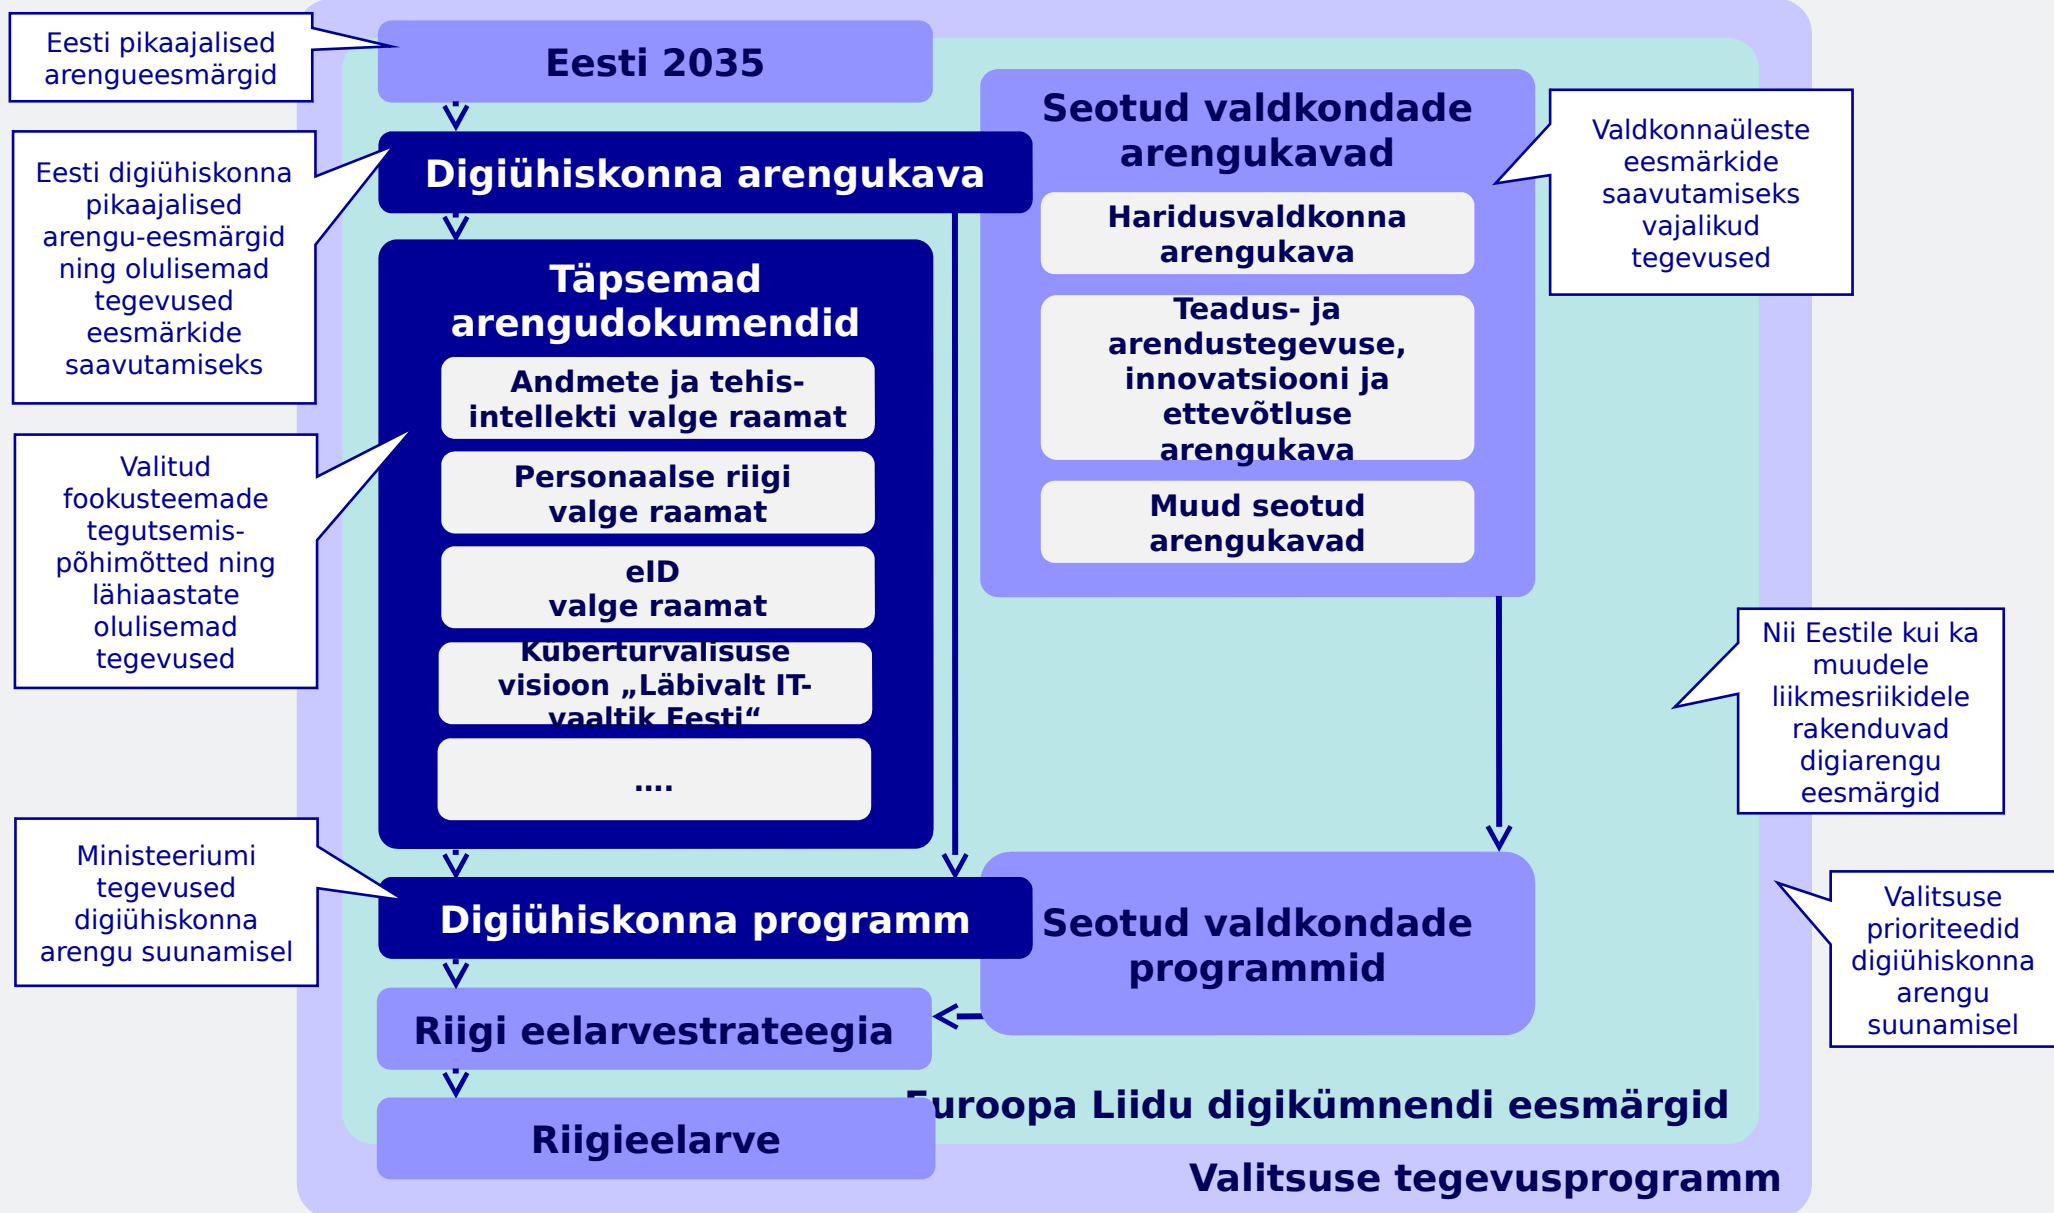 Eesti pikaajalised
arengueesmärgid
Eesti 2035
Digiühiskonna arengukava
Eesti digiühiskonna
pikaajalised
arengu-eesmärgid
ning olulisemad
tegevused
eesmärkide
saavutamiseks
Täpsemad
arengudokumendid
Andmete ja tehis-
intellekti valge raamat
Personaalse riigi
valge raamat
eID
valge raamat
Küberturvalisuse
visioon „Läbivalt IT-
vaaltik Eesti“
....
Valitud
fookusteemade
tegutsemis-
põhimõtted ning
lähiaastate
olulisemad
tegevused
Seotud valdkondade
arengukavad
Haridusvaldkonna
arengukava
Teadus- ja
arendustegevuse,
innovatsiooni ja
ettevõtluse
arengukava
Muud seotud
arengukavad
Valdkonnaüleste
eesmärkide
saavutamiseks
vajalikud
tegevused
Nii Eestile kui ka
muudele
liikmesriikidele
rakenduvad
digiarengu
eesmärgid
Ministeeriumi
tegevused
digiühiskonna
arengu suunamisel
Digiühiskonna programm
Seotud valdkondade
programmid
Valitsuse
prioriteedid
digiühiskonna
arengu
suunamisel
Riigi eelarvestrateegia
Riigieelarve
Euroopa Liidu digikümnendi eesmärgid
Valitsuse tegevusprogramm